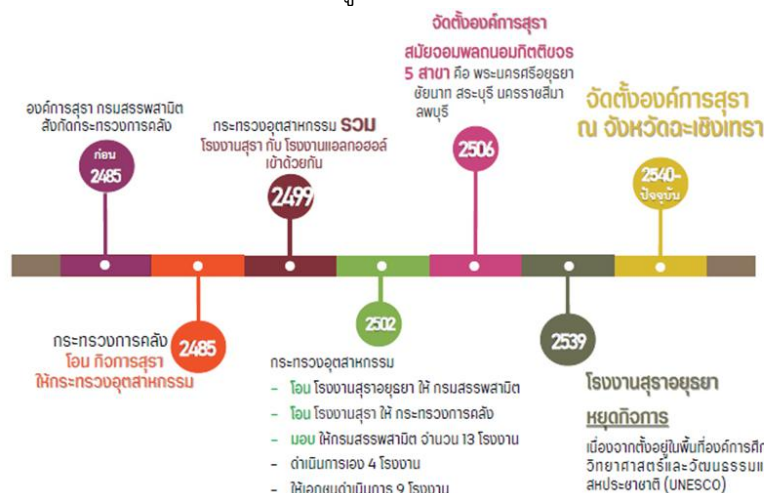 องค์การสุรา กรมสรรพสามิต
สังกัดกระทรวงการคลัง
ก่อน
2485
กระทรวงการคลัง
โอน กิจการสุรา
ให้กระทรวงอุตสาหกรรม
2485
กระทรวงอุตสาหกรรม รวม
โรงงานสุรา กับ โรงงานแอลกอฮอล์
เข้าด้วยกัน
2499
2502
กระทรวงอุตสาหกรรม
- โอน โรงงานสุราอยุธยา ให้ กรมสรรพสามิต
- โอน โรงงานสุรา ให้ กระทรวงการคลัง
- มอบ ให้กรมสรรพสามิต จำนวน 13 โรงงาน
- ดำเนินการเอง 4 โรงงาน
- ให้เอกชนดำเนินการ 9 โรงงาน
จัดตั้งองค์การสุรา
สมัยจอมพลถนอมกิตติขจร
5 สาขา คือ พระนครศรีอยุธยา
ชัยนาท สระบุรี นครราชสีมา
ลพบุรี
2506
2539
โรงงานสุราอยุธยา
หยุดกิจการ
เนื่องจากตั้งอยู่ในพื้นที่องค์การศึก
วิทยาศาสตร์และวัฒนธรรมแ
สหประชาชาติ (UNESCO)
จัดตั้งองค์การสุรา
ณ จังหวัดฉะเชิงเทรา
2540-
ปัจจุบัน